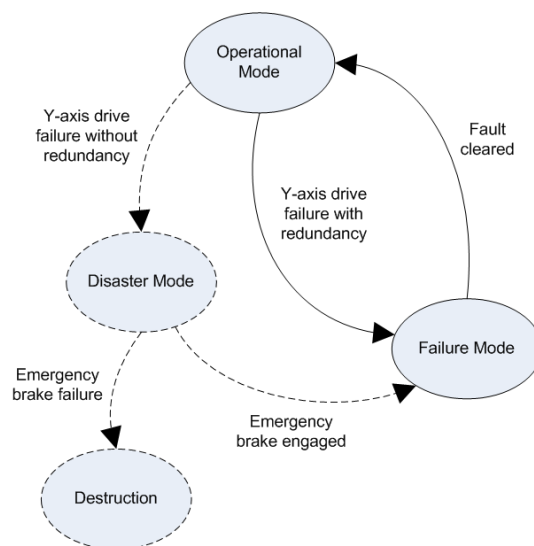 Operational
Mode
Y-axis drive
failure without
redundancy
Fault
cleared
Y-axis drive
failure with
redundancy
Disaster Mode
Failure Mode
Emergency
brake failure
Emergency
brake engaged
Destruction